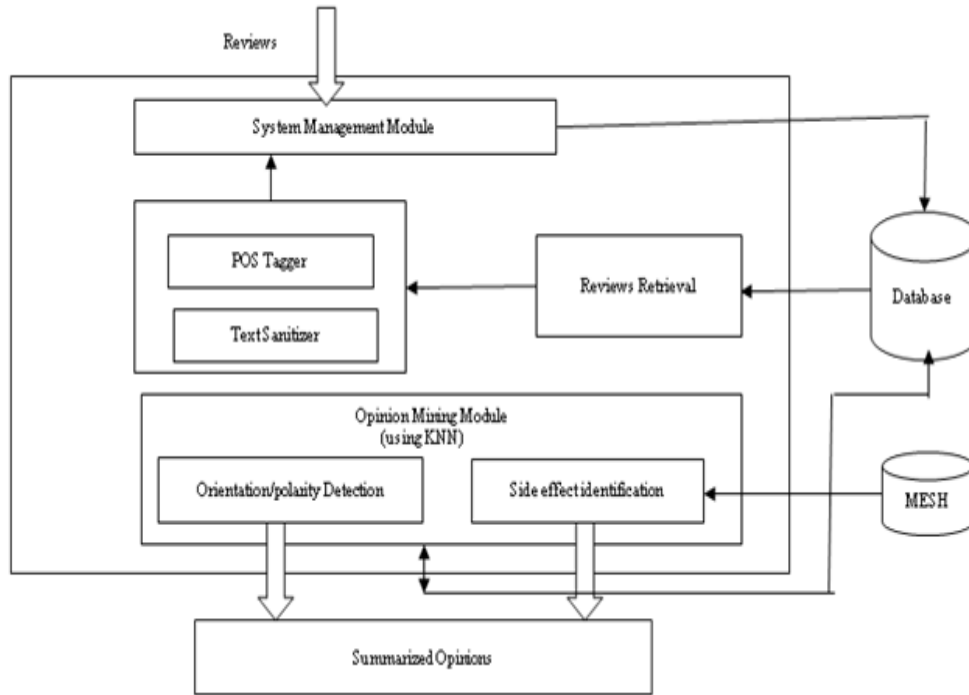 Reviews
System Management Module
POS Tagger
Text Sanitizer
Reviews Retrieval
Database
Opinion Mining Module
(using KNN)
Orientation/polarity Detection
Side effect identification
MESH
Summarized Opinions